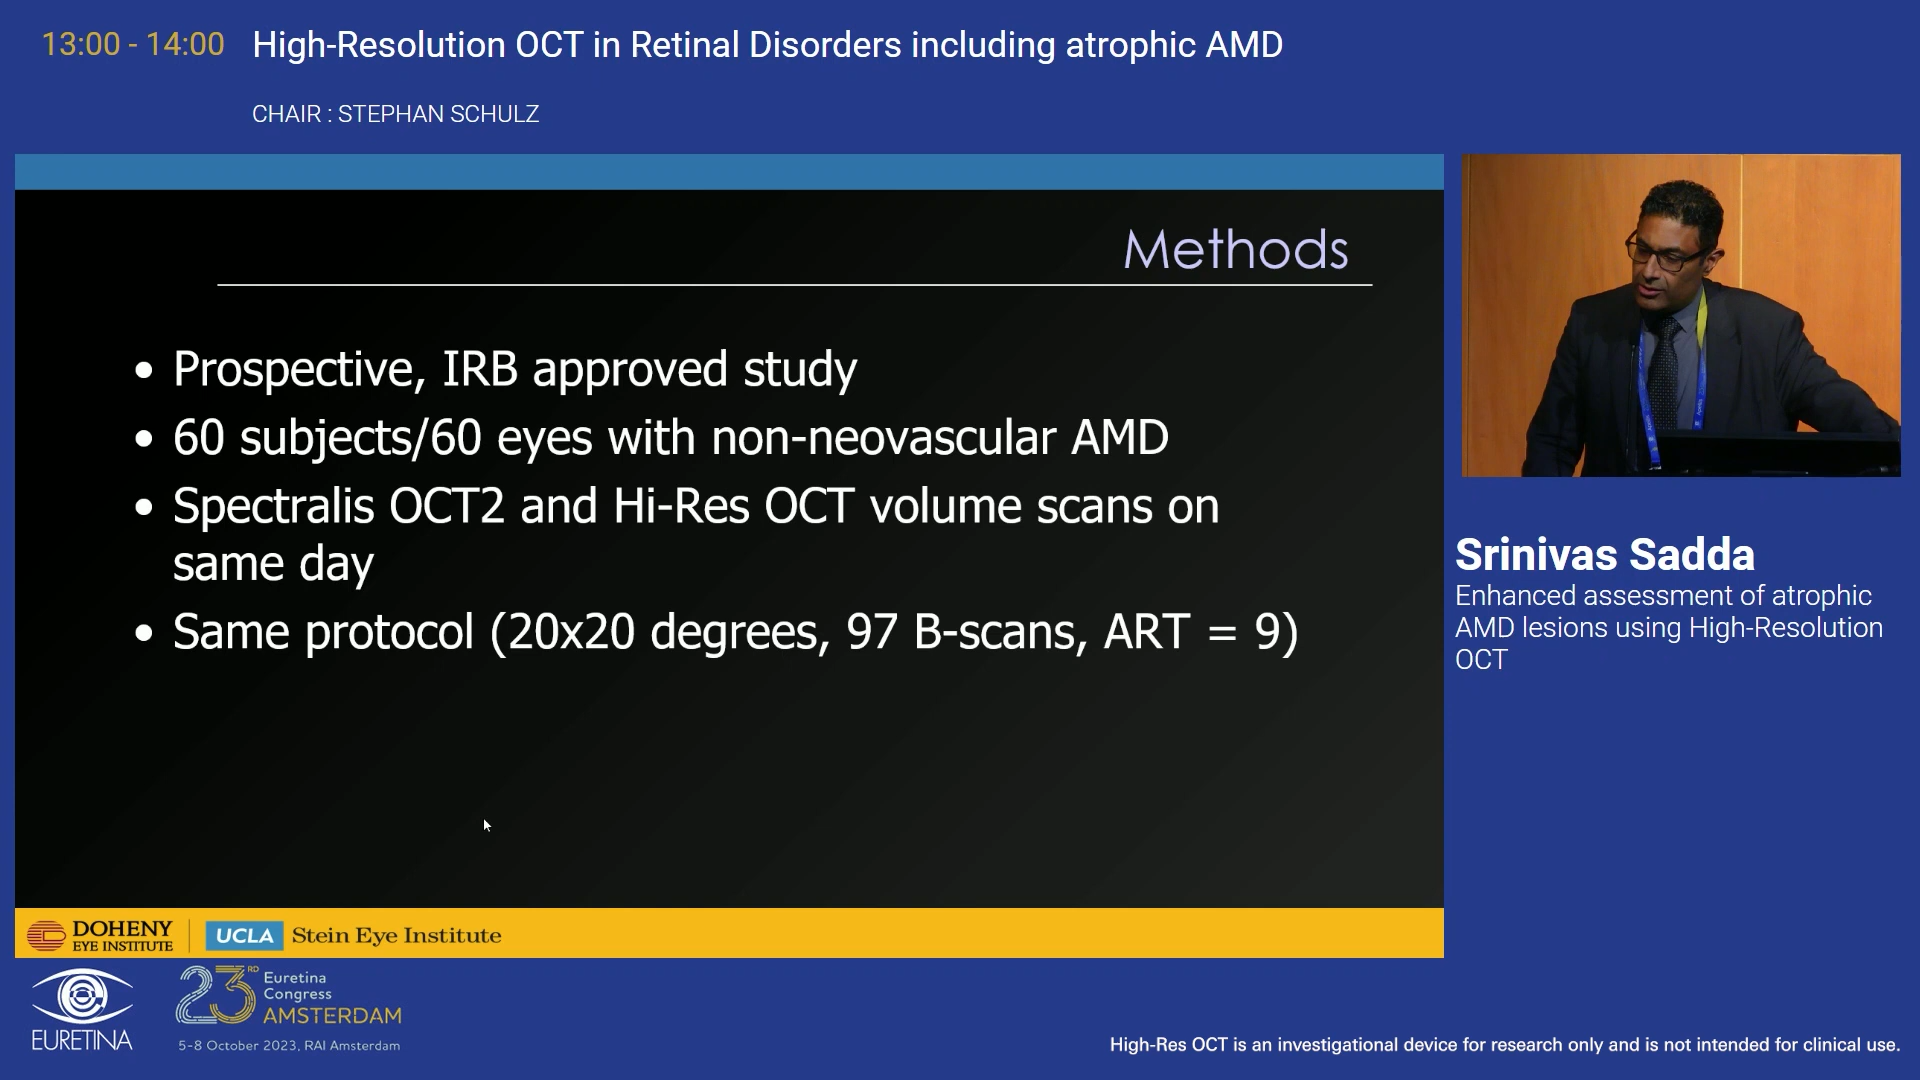 13:00 - 14:00 High-Resolution OCT in Retinal Disorders including atrophic AMD
CHAIR : STEPHAN SCHULZ
Methods
• Prospective, IRB approved study
• 60 subjects/60 eyes with non-neovascular AMD
• Spectralis OCT2 and Hi-Res OCT volume scans on
same day
• Same protocol (20x20 degrees, 97 B-scans, ART = 9)
Srinivas Sadda
Enhanced assessment of atrophic
AMD lesions using High-Resolution
OCT
DOHENY
EYE INSTITUTE
UCLA Stein Eye Institute
EURETINA
23RD
Euretina
Congress
AMSTERDAM
5-8 October 2023, RAI Amsterdam
High-Res OCT is an investigational device for research only and is not intended for clinical use.